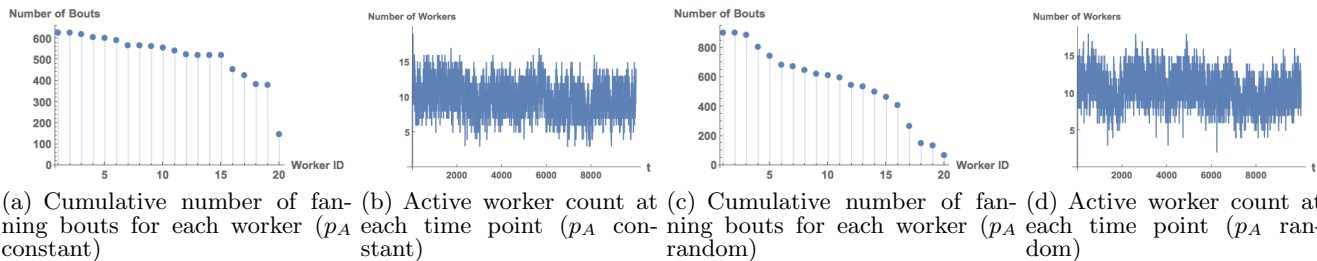 Number of Bouts
600
500
400
300
200
100
0
5
10
15
20
Worker ID
Number of Workers
15
10
5
2000
4000
6000
8000
t
Number of Bouts
800
600
400
200
0
5
10
15
20
Worker ID
Number of Workers
15
10
5
2000
4000
6000
8000
t
(a) Cumulative number of fan-
ning bouts for each worker (pA
constant)
(b) Active worker count at
each time point (pA con-
stant)
(c) Cumulative number of fan-
ning bouts for each worker (pA
random)
(d) Active worker count at
each time point (pA ran-
dom)